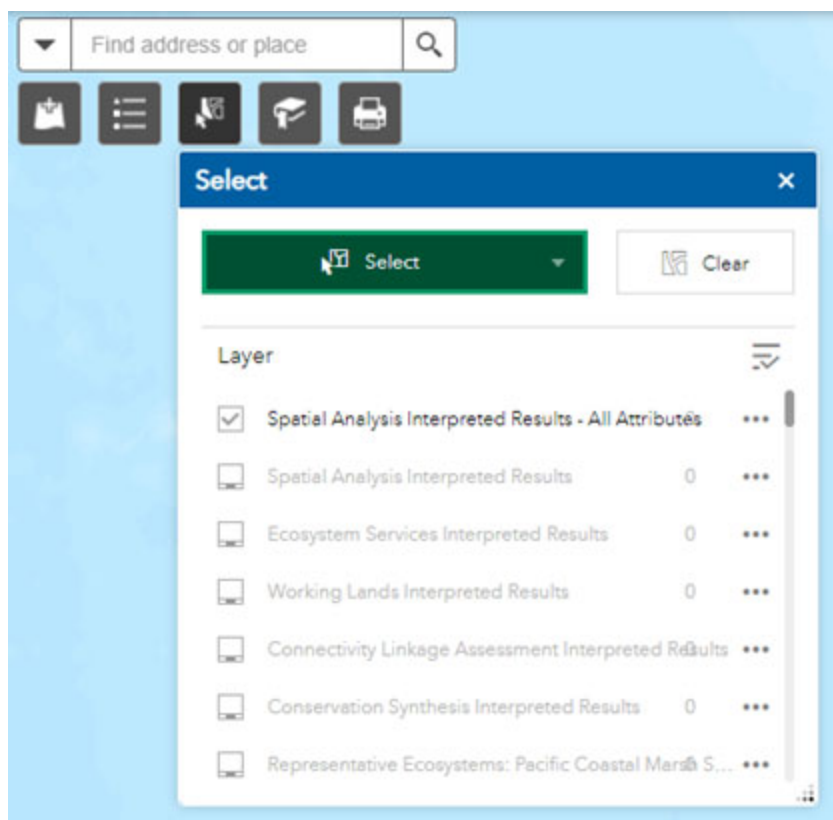 Find address or place
Select
Select
Clear
Layer
Spatial Analysis Interpreted Results - All Attributes
Spatial Analysis Interpreted Results 0
Ecosystem Services Interpreted Results 0
Working Lands Interpreted Results 0
Connectivity Linkage Assessment Interpreted Results
Conservation Synthesis Interpreted Results 0
Representative Ecosystems: Pacific Coastal Marsh S...